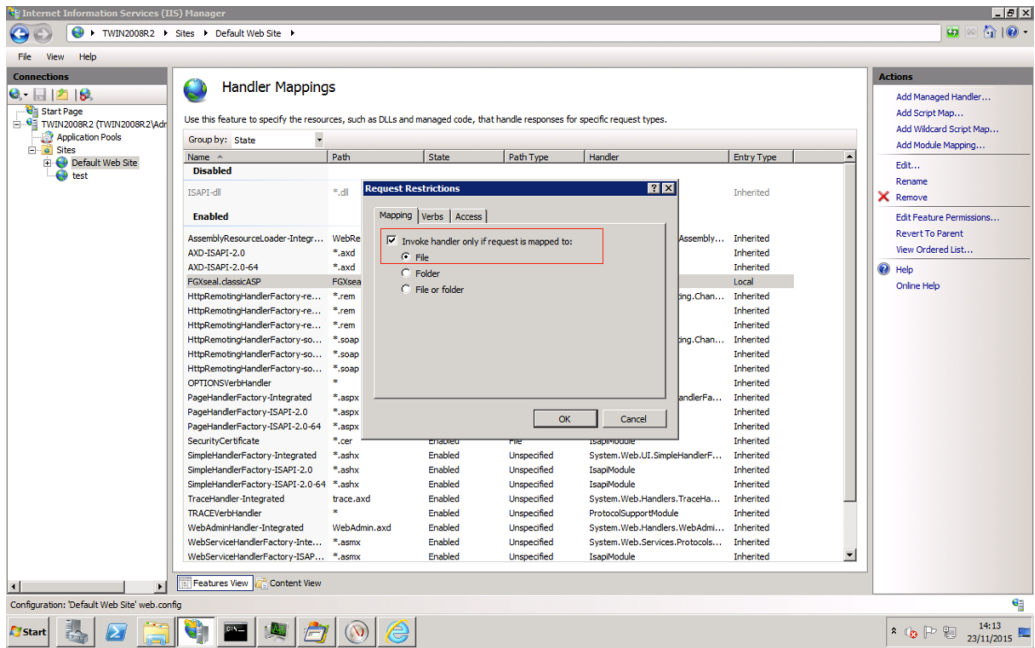 Internet Information Services (IIS) Manager
TWIN2008R2 Sites Default Web Site
File View Help
Connections
Start Page
TWIN2008R2 (TWIN2008R2\Adr
Application Pools
Sites
Default Web Site
test
Handler Mappings
Use this feature to specify the resources, such as DLLs and managed code, that handle responses for specific request types.
Group by: State
Name Path State Path Type Handler Entry Type
Disabled
ISAPI-dll *.dll Inherited
Enabled
AssemblyResourceLoader-Integr... WebRe Assembly... Inherited
AXD-ISAPI-2.0 *.axd Inherited
AXD-ISAPI-2.0-64 *.axd Inherited
FGXseal.classicASP FGXsea Local
HttpRemotingHandlerFactory-re... *.rem ting.Chan... Inherited
HttpRemotingHandlerFactory-re... *.rem Inherited
HttpRemotingHandlerFactory-re... *.rem Inherited
HttpRemotingHandlerFactory-so... *.soap ting.Chan... Inherited
HttpRemotingHandlerFactory-so... *.soap Inherited
HttpRemotingHandlerFactory-so... *.soap Inherited
OPTIONSVerbHandler * Inherited
PageHandlerFactory-Integrated *.aspx andlerFa... Inherited
PageHandlerFactory-ISAPI-2.0 *.aspx Inherited
PageHandlerFactory-ISAPI-2.0-64 *.aspx Inherited
SecurityCertificate *.cer Enabled File IsapiModule Inherited
SimpleHandlerFactory-Integrated *.ashx Enabled Unspecified System.Web.UI.SimpleHandlerF... Inherited
SimpleHandlerFactory-ISAPI-2.0 *.ashx Enabled Unspecified IsapiModule Inherited
SimpleHandlerFactory-ISAPI-2.0-64 *.ashx Enabled Unspecified IsapiModule Inherited
TraceHandler-Integrated trace.axd Enabled Unspecified System.Web.Handlers.TraceHa... Inherited
TRACEVerbHandler * Enabled Unspecified ProtocolSupportModule Inherited
WebAdminHandler-Integrated WebAdmin.axd Enabled Unspecified System.Web.Handlers.WebAdmi... Inherited
WebServiceHandlerFactory-Inte... *.asmx Enabled Unspecified System.Web.Services.Protocols... Inherited
WebServiceHandlerFactory-ISAP... *.asmx Enabled Unspecified IsapiModule Inherited
Request Restrictions
Mapping Verbs Access
Invoke handler only if request is mapped to:
File
Folder
File or folder
OK Cancel
Features View Content View
Actions
Add Managed Handler...
Add Script Map...
Add Wildcard Script Map...
Add Module Mapping...
Edit...
Rename
Remove
Edit Feature Permissions...
Revert To Parent
View Ordered List...
Help
Online Help
Configuration: 'Default Web Site' web.config
Start
14:13
23/11/2015